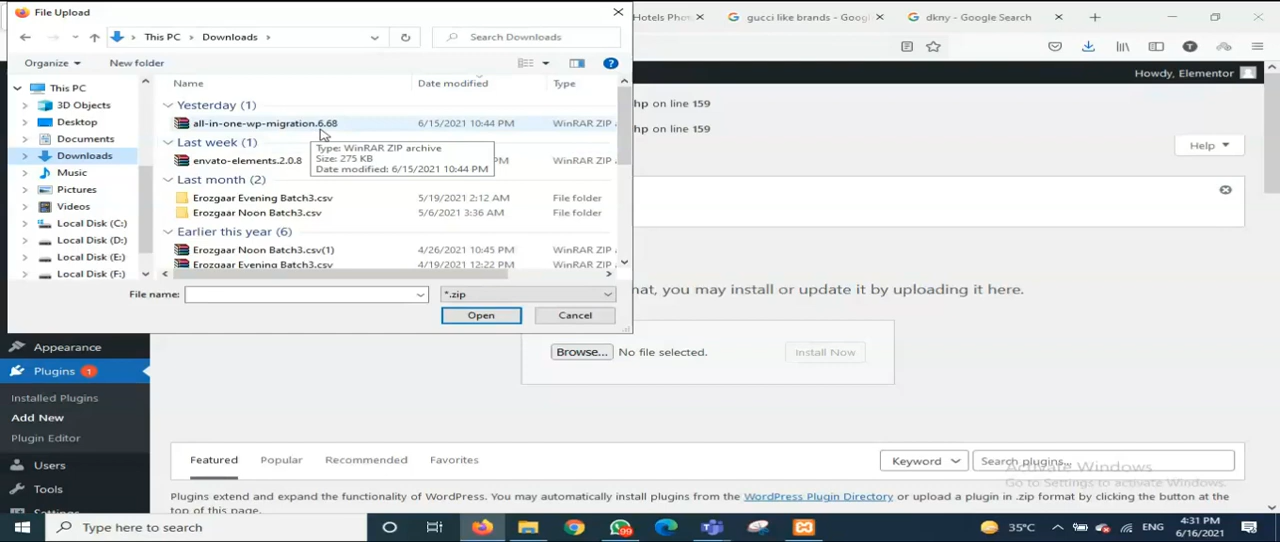 File Upload
Hotels Pho
gucci like brands - Googl
dkny - Google Search
This PC
Downloads
Search Downloads
Organize
New folder
Howdy, Elementor
Name
Date modified
Type
This PC
3D Objects
Desktop
Documents
Downloads
Music
Pictures
Videos
Local Disk (C:)
Local Disk (D:)
Local Disk (E:)
Local Disk (F:)
Yesterday (1)
all-in-one-wp-migration.6.68
6/15/2021 10:44 PM
WinRAR ZIP
Last week (1)
envato-elements.2.0.8
PM
WinRAR ZIP
Type: WinRAR ZIP archive
Size: 275 KB
Date modified: 6/15/2021 10:44 PM
Last month (2)
Erozgaar Evening Batch3.csv
5/19/2021 2:12 AM
File folder
Erozgaar Noon Batch3.csv
5/6/2021 3:36 AM
File folder
Earlier this year (6)
Erozgaar Noon Batch3.csv(1)
4/26/2021 10:45 PM
WinRAR ZIP
Erozgaar Evening Batch3.csv
4/19/2021 12:22 PM
WinRAR ZIP
File name:
*.zip
Open
Cancel
hp on line 159
hp on line 159
Help
nat, you may install or update it by uploading it here.
Browse...
No file selected.
Install Now
Appearance
Plugins 1
Installed Plugins
Add New
Plugin Editor
Users
Tools
Settings
Featured
Popular
Recommended
Favorites
Keyword
Search plugins...
Activate Windows
Go to Settings to activate Windows.
Plugins extend and expand the functionality of WordPress. You may automatically install plugins from the WordPress Plugin Directory or upload a plugin in .zip format by clicking the button at
the top of this page.
Type here to search
99
35°C
ENG
4:31 PM
6/16/2021